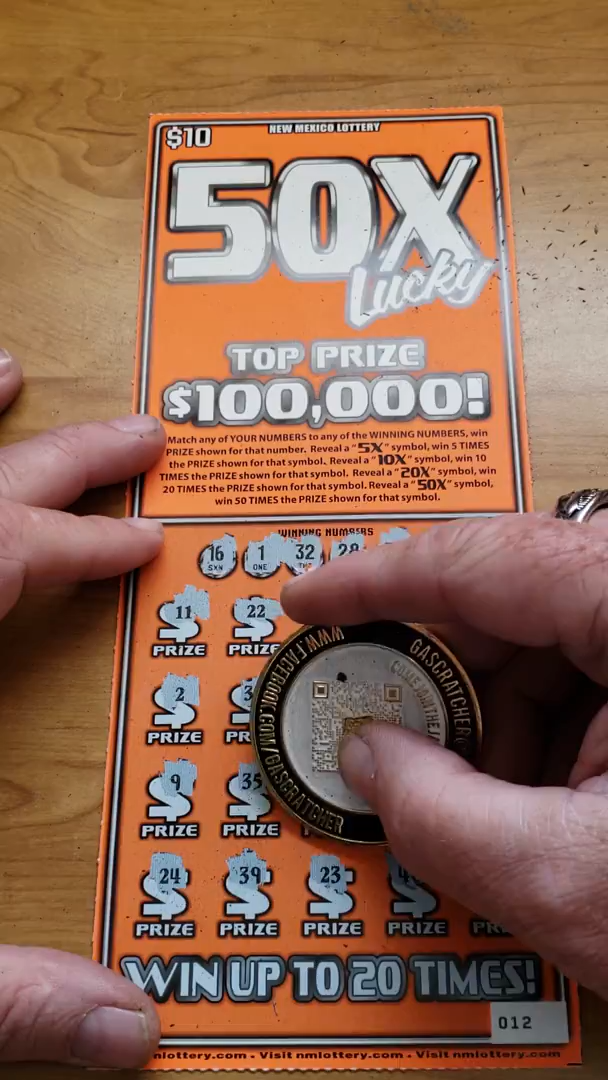 $10
NEW MEXICO LOTTERY
50X
Lucky
TOP PRIZE
$100,000!
Match any of YOUR NUMBERS to any of the WINNING NUMBERS, win
PRIZE shown for that number. Reveal a "5X" symbol, win 5 TIMES
the PRIZE shown for that symbol. Reveal a "10X" symbol, win 10
TIMES the PRIZE shown for that symbol. Reveal a "20X" symbol, win
20 TIMES the PRIZE shown for that symbol. Reveal a "50X" symbol,
win 50 TIMES the PRIZE shown for that symbol.
WINNING NUMBERS
16 1 32 28
SXN ONE
11 22
$ $
PRIZE PRIZE
2
$ $
PRIZE
9 35
$ $
PRIZE PRIZE
24 39 23
$ $ $ $
PRIZE PRIZE PRIZE PRIZE
WWW.FACEBOOK.COM/GASCRATCHER
GASCRATCHER
WIN UP TO 20 TIMES!
012
nmlottery.com - Visit nmlottery.com - Visit nmlottery.com